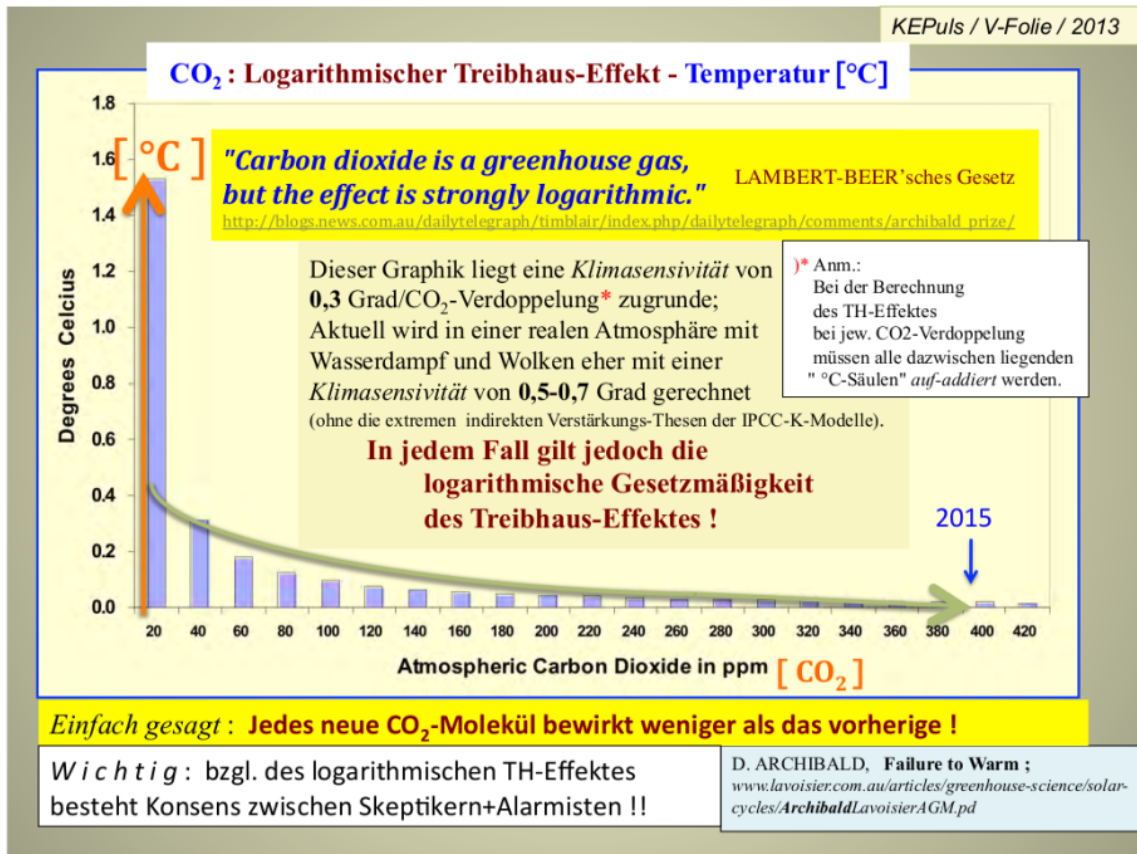 KEPuls / V-Folie / 2013
CO₂ : Logarithmischer Treibhaus-Effekt - Temperatur [°C]
1.8
1.6
1.4
1.2
1.0
0.8
0.6
0.4
0.2
0.0
Degrees Celcius
[ °C ]
"Carbon dioxide is a greenhouse gas,
but the effect is strongly logarithmic."
LAMBERT-BEER'sches Gesetz
http://blogs.news.com.au/dailytelegraph/timblair/index.php/dailytelegraph/comments/archibald_prize/
Dieser Graphik liegt eine Klimasensivität von
0,3 Grad/CO₂-Verdoppelung* zugrunde;
Aktuell wird in einer realen Atmosphäre mit
Wasserdampf und Wolken eher mit einer
Klimasensivität von 0,5-0,7 Grad gerechnet
(ohne die extremen indirekten Verstärkungs-Thesen der IPCC-K-Modelle).
In jedem Fall gilt jedoch die
logarithmische Gesetzmäßigkeit
des Treibhaus-Effektes !
)* Anm.:
Bei der Berechnung
des TH-Effektes
bei jew. CO2-Verdoppelung
müssen alle dazwischen liegenden
" °C-Säulen" auf-addiert werden.
2015
20 40 60 80 100 120 140 160 180 200 220 240 260 280 300 320 340 360 380 400 420
Atmospheric Carbon Dioxide in ppm [ CO₂ ]
Einfach gesagt : Jedes neue CO₂-Molekül bewirkt weniger als das vorherige !
Wichtig : bzgl. des logarithmischen TH-Effektes
besteht Konsens zwischen Skeptikern+Alarmisten !!
D. ARCHIBALD, Failure to Warm ;
www.lavoisier.com.au/articles/greenhouse-science/solar-
cycles/ArchibaldLavoisierAGM.pd